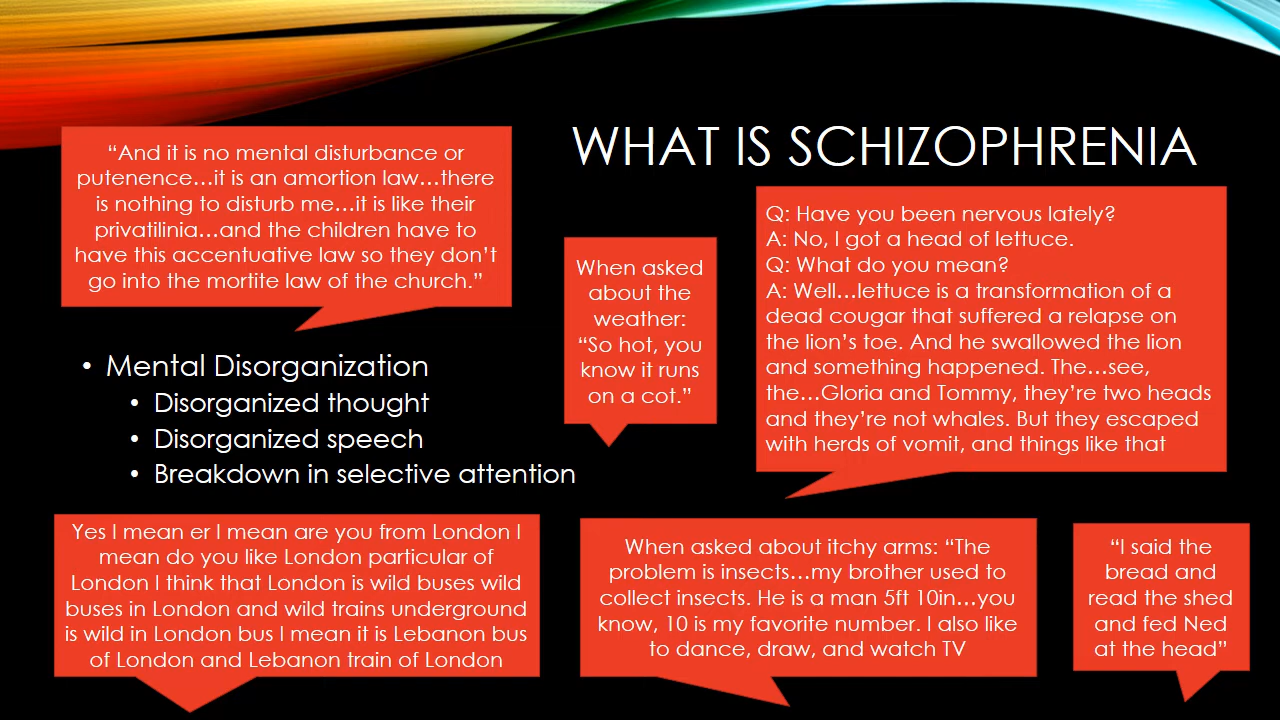 WHAT IS SCHIZOPHRENIA
“And it is no mental disturbance or
putenence…it is an amortion law…there
is nothing to disturb me…it is like their
privatilinia…and the children have to
have this accentuative law so they don’t
go into the mortite law of the church.”
When asked
about the
weather:
“So hot, you
know it runs
on a cot.”
Q: Have you been nervous lately?
A: No, I got a head of lettuce.
Q: What do you mean?
A: Well…lettuce is a transformation of a
dead cougar that suffered a relapse on
the lion’s toe. And he swallowed the lion
and something happened. The…see,
the…Gloria and Tommy, they’re two heads
and they’re not whales. But they escaped
with herds of vomit, and things like that
• Mental Disorganization
• Disorganized thought
• Disorganized speech
• Breakdown in selective attention
Yes I mean er I mean are you from London I
mean do you like London particular of
London I think that London is wild buses wild
buses in London and wild trains underground
is wild in London bus I mean it is Lebanon bus
of London and Lebanon train of London
When asked about itchy arms: “The
problem is insects…my brother used to
collect insects. He is a man 5ft 10in…you
know, 10 is my favorite number. I also like
to dance, draw, and watch TV
“I said the
bread and
read the shed
and fed Ned
at the head”